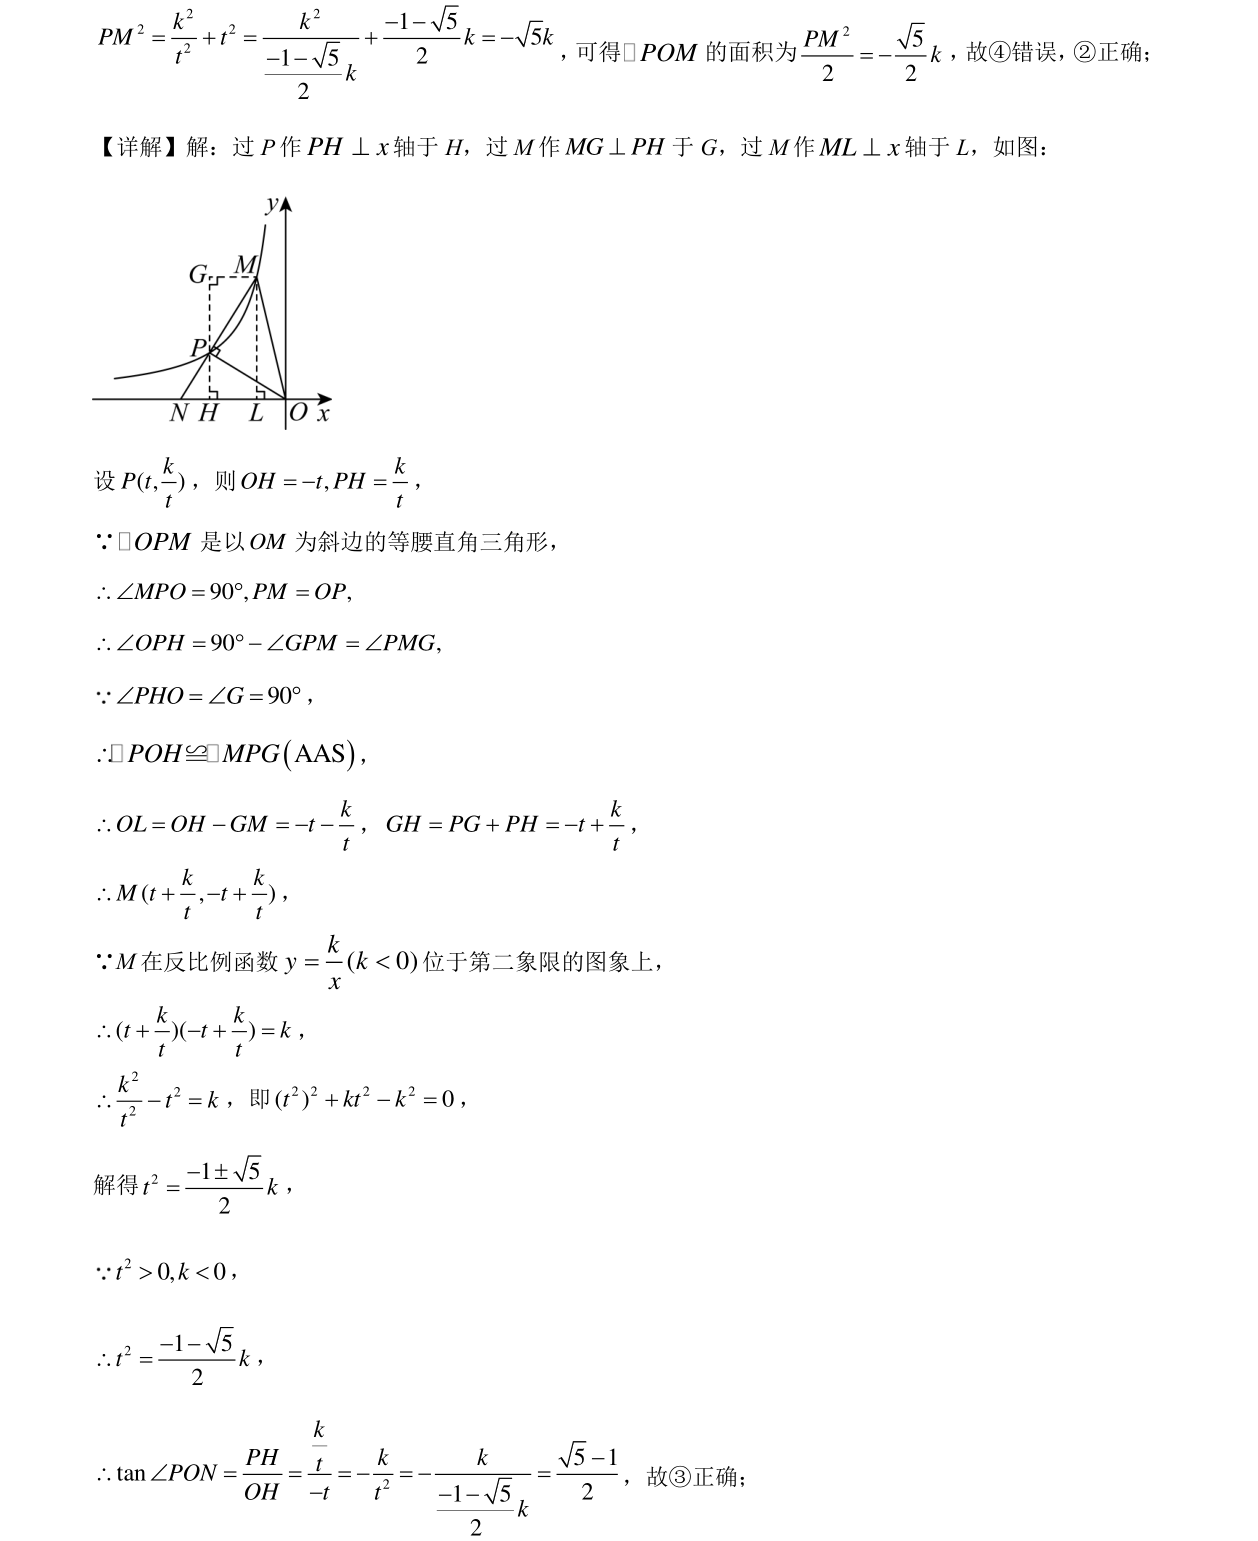 PM² = k²/t² + t² = k²/((-1-√5)/2 k) + (-1-√5)/2 k = -√5k，可得□POM 的面积为 PM²/2 = -√5/2 k，故④错误，②正确；
【详解】解：过 P 作 PH ⊥ x 轴于 H，过 M 作 MG ⊥ PH 于 G，过 M 作 ML ⊥ x 轴于 L，如图：
y
G M
P
N H L O x
设 P(t, k/t)，则 OH = -t, PH = k/t，
∵□OPM 是以 OM 为斜边的等腰直角三角形，
∴∠MPO = 90°, PM = OP,
∴∠OPH = 90° - ∠GPM = ∠PMG,
∵∠PHO = ∠G = 90°，
∴□POH≌□MPG(AAS)，
∴OL = OH - GM = -t - k/t， GH = PG + PH = -t + k/t，
∴M(t + k/t, -t + k/t)，
∵M 在反比例函数 y = k/x (k < 0) 位于第二象限的图象上，
∴(t + k/t)(-t + k/t) = k，
∴k²/t² - t² = k，即 (t²)² + kt² - k² = 0，
解得 t² = (-1±√5)/2 k，
∵t² > 0, k < 0，
∴t² = (-1-√5)/2 k，
∴tan∠PON = PH/OH = (k/t)/(-t) = -k/t² = -k/((-1-√5)/2 k) = (√5-1)/2，故③正确；